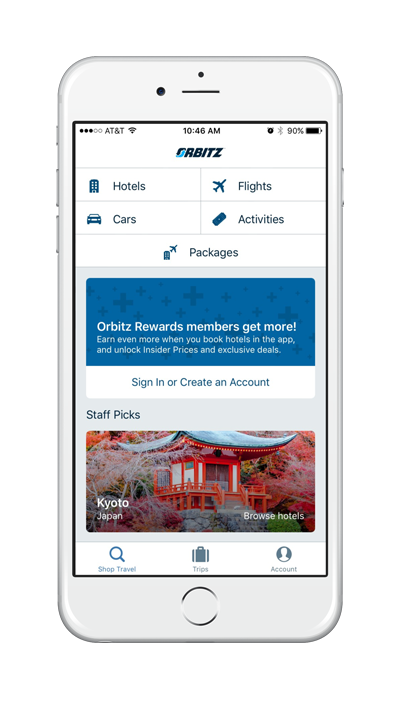 AT&T 10:46 AM 90%
ORBITZ
Hotels Flights
Cars Activities
Packages
Orbitz Rewards members get more!
Earn even more when you book hotels in the app,
and unlock Insider Prices and exclusive deals.
Sign In or Create an Account
Staff Picks
Kyoto
Japan Browse hotels
Shop Travel Trips Account